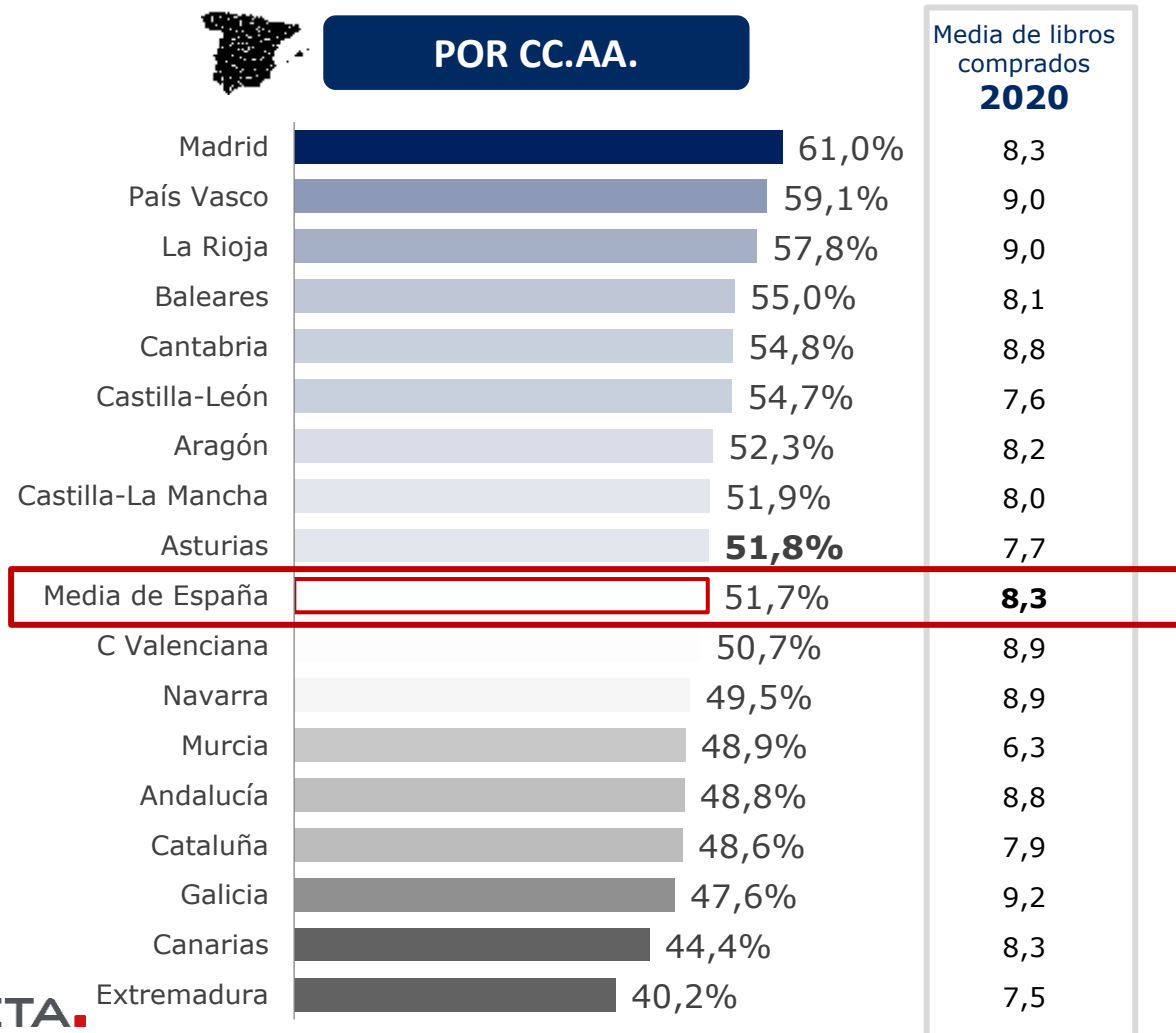 POR CC.AA.
Media de libros
comprados
2020
Madrid 61,0% 8,3
País Vasco 59,1% 9,0
La Rioja 57,8% 9,0
Baleares 55,0% 8,1
Cantabria 54,8% 8,8
Castilla-León 54,7% 7,6
Aragón 52,3% 8,2
Castilla-La Mancha 51,9% 8,0
Asturias 51,8% 7,7
Media de España 51,7% 8,3
C Valenciana 50,7% 8,9
Navarra 49,5% 8,9
Murcia 48,9% 6,3
Andalucía 48,8% 8,8
Cataluña 48,6% 7,9
Galicia 47,6% 9,2
Canarias 44,4% 8,3
Extremadura 40,2% 7,5
TA.